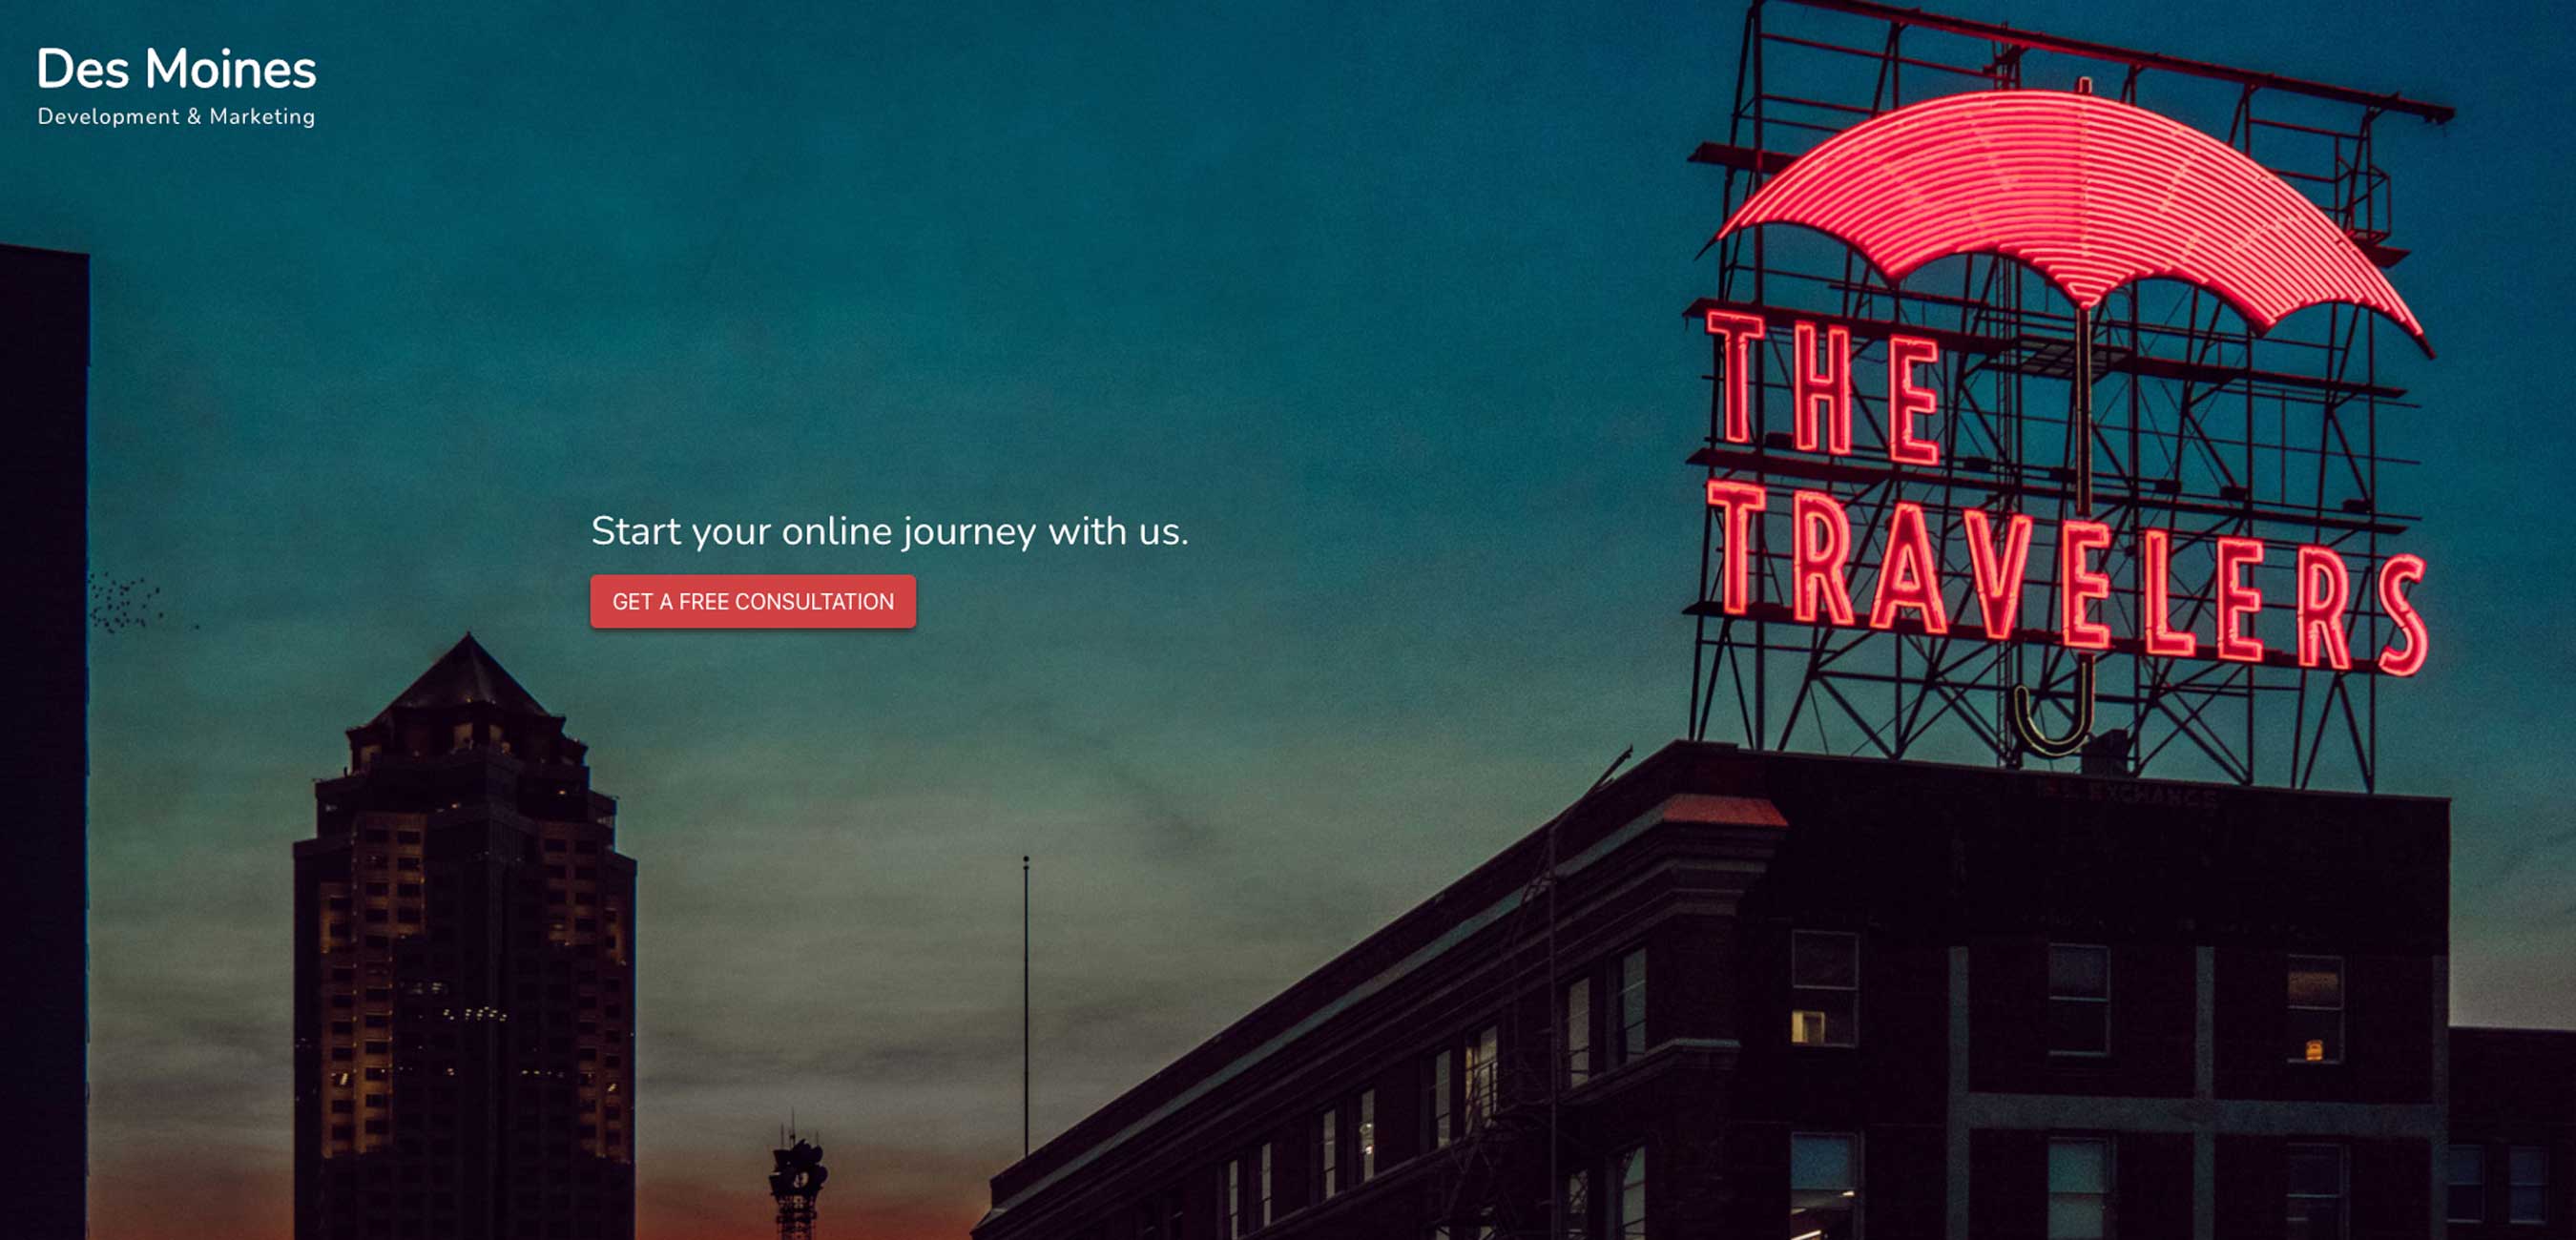 Des Moines
Development & Marketing
THE
TRAVELERS
Start your online journey with us.
GET A FREE CONSULTATION